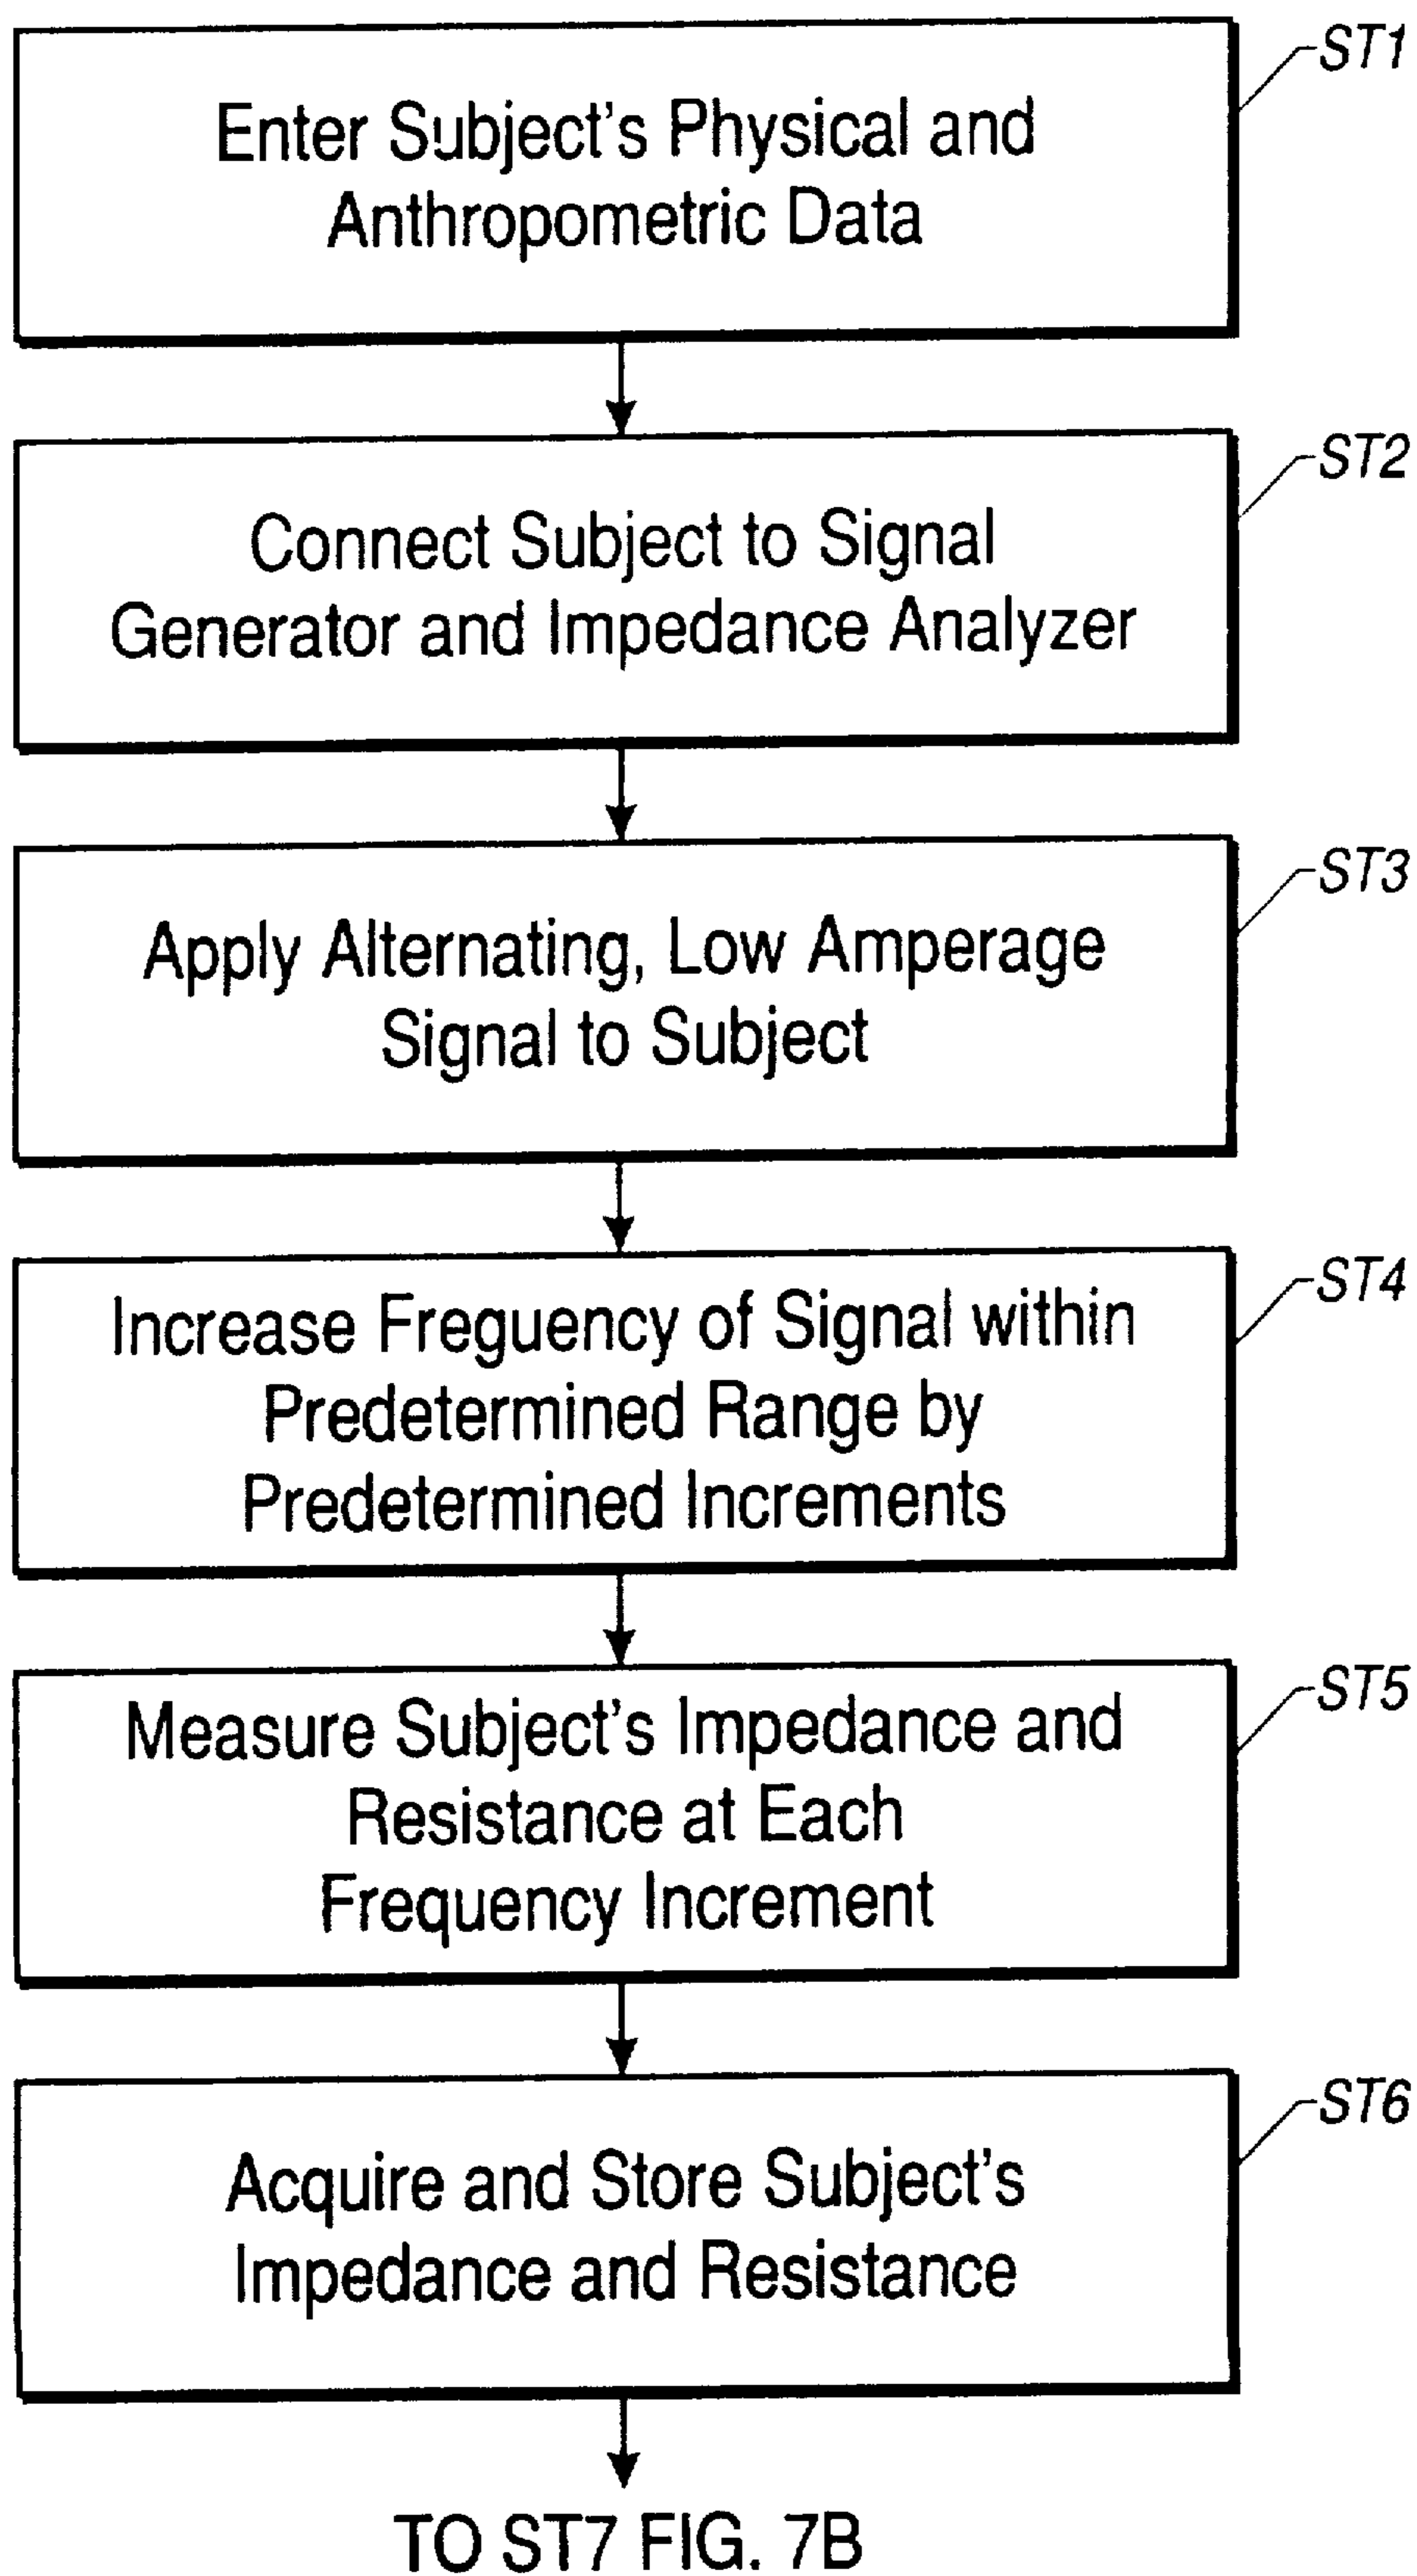 ST1
Enter Subject's Physical and
Anthropometric Data
ST2
Connect Subject to Signal
Generator and Impedance Analyzer
ST3
Apply Alternating, Low Amperage
Signal to Subject
ST4
Increase Freguency of Signal within
Predetermined Range by
Predetermined Increments
ST5
Measure Subject's Impedance and
Resistance at Each
Frequency Increment
ST6
Acquire and Store Subject's
Impedance and Resistance
TO ST7 FIG. 7B